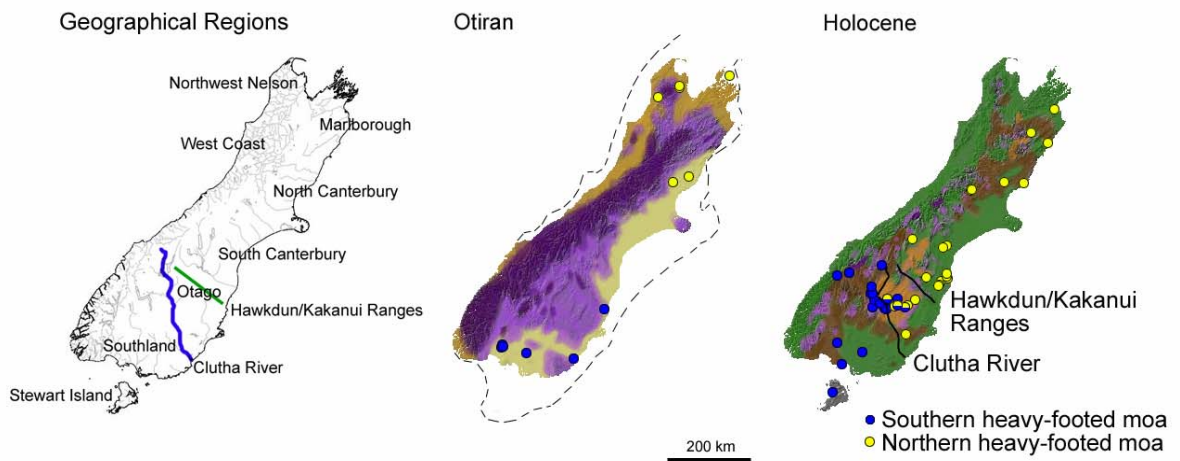 Geographical Regions
Northwest Nelson
Marlborough
West Coast
North Canterbury
South Canterbury
Otago
Hawkdun/Kakanui Ranges
Southland
Clutha River
Stewart Island
Otiran
200 km
Holocene
Hawkdun/Kakanui
Ranges
Clutha River
Southern heavy-footed moa
Northern heavy-footed moa